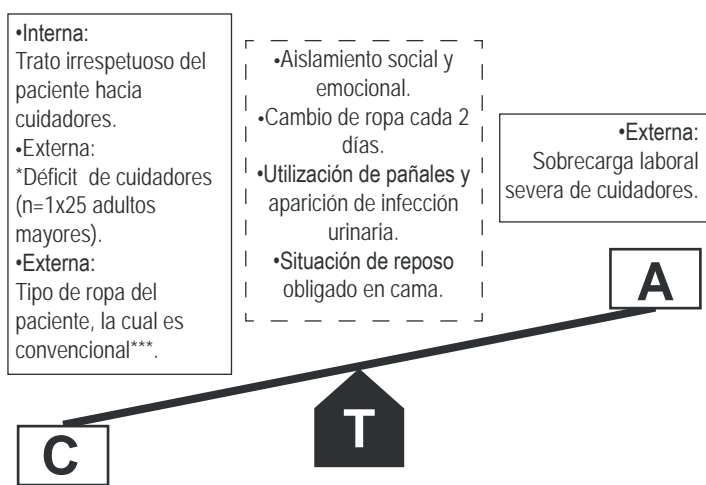 •Interna:
Trato irrespetuoso del
paciente hacia
cuidadores.
•Externa:
*Déficit de cuidadores
(n=1x25 adultos
mayores).
•Externa:
Tipo de ropa del
paciente, la cual es
convencional***.
•Aislamiento social y
emocional.
•Cambio de ropa cada 2
días.
•Utilización de pañales y
aparición de infección
urinaria.
•Situación de reposo
obligado en cama.
•Externa:
Sobrecarga laboral
severa de cuidadores.
A
T
C